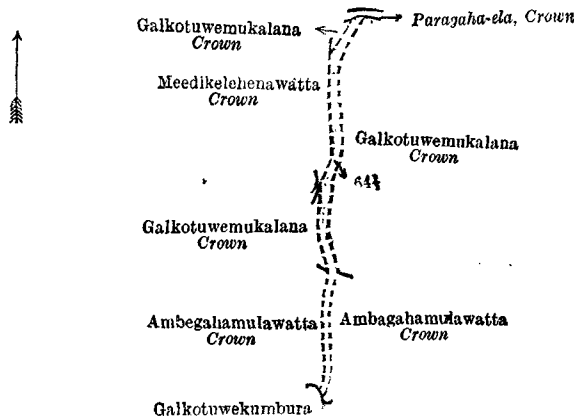 Galkotuwemukalana
Crown
Paragaha-ela, Crown
Meedikelehenawatta
Crown
Galkotuwemukalana
Crown
Galkotuwemukalana
Crown
Ambegahamulawatta
Crown
Ambagahamulawatta
Crown
Galkotuwekumbura